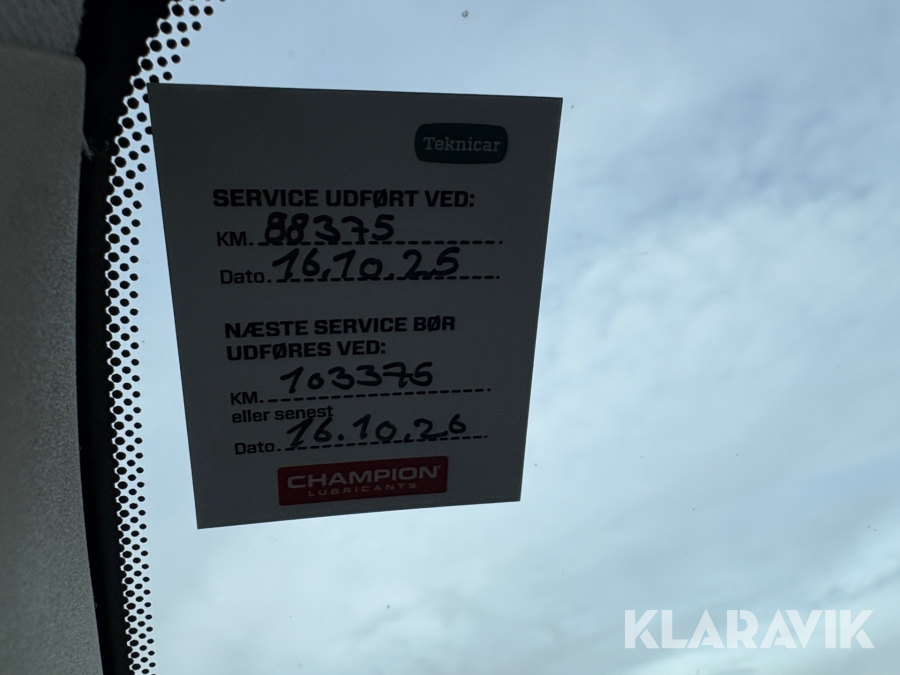 Teknicar
SERVICE UDFØRT VED:
KM. 88375
Dato. 16.10.25
NÆSTE SERVICE BØR
UDFØRES VED:
KM. 103375
eller senest
Dato. 16.10.26
CHAMPION
LUBRICANTS
KLARAVIK